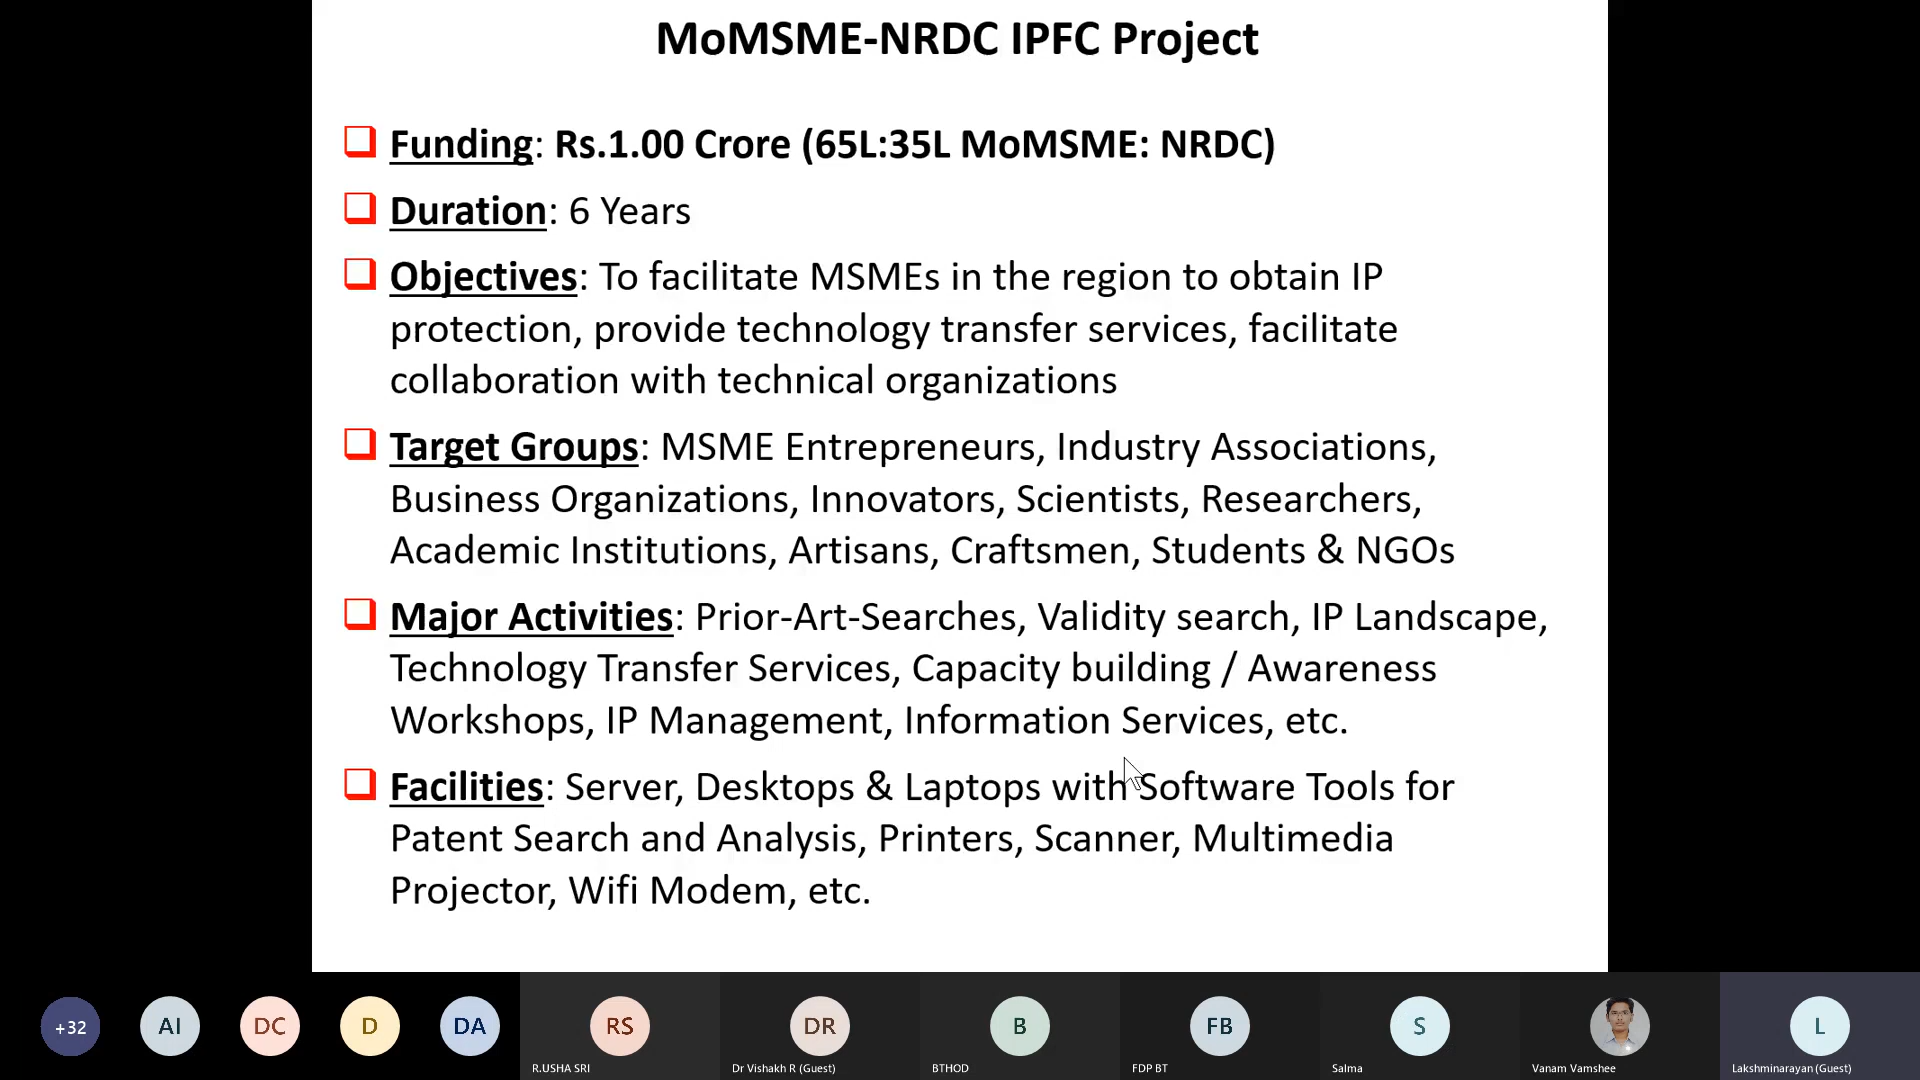 MoMSME-NRDC IPFC Project
Funding: Rs.1.00 Crore (65L:35L MoMSME: NRDC)
Duration: 6 Years
Objectives: To facilitate MSMEs in the region to obtain IP
protection, provide technology transfer services, facilitate
collaboration with technical organizations
Target Groups: MSME Entrepreneurs, Industry Associations,
Business Organizations, Innovators, Scientists, Researchers,
Academic Institutions, Artisans, Craftsmen, Students & NGOs
Major Activities: Prior-Art-Searches, Validity search, IP Landscape,
Technology Transfer Services, Capacity building / Awareness
Workshops, IP Management, Information Services, etc.
Facilities: Server, Desktops & Laptops with Software Tools for
Patent Search and Analysis, Printers, Scanner, Multimedia
Projector, Wifi Modem, etc.
+32 AI DC D DA RS DR B FB S L
R.USHA SRI Dr Vishakh R (Guest) BTHOD FDP BT Salma Vanam Vamshee Lakshminarayan (Guest)